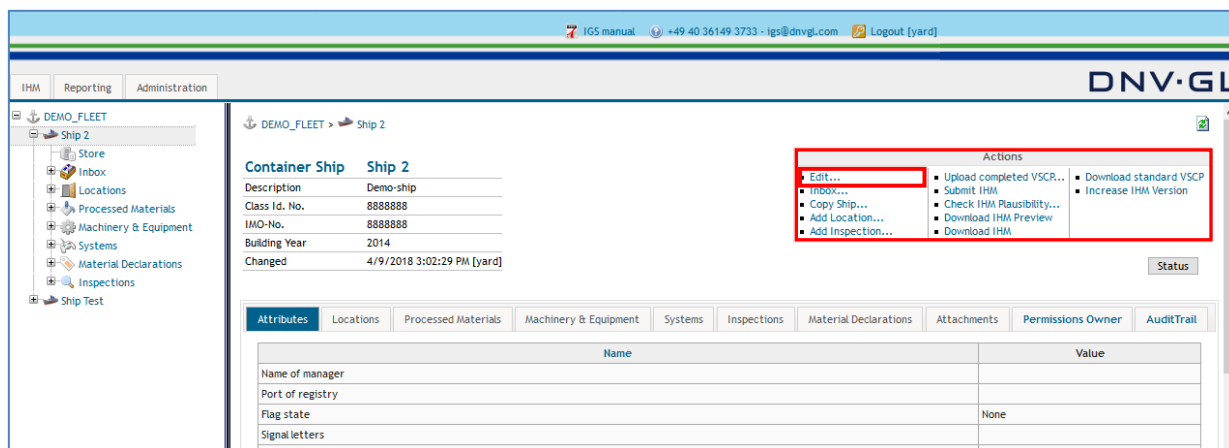 IGS manual +49 40 36149 3733 - igs@dnvgl.com Logout [yard]
IHM Reporting Administration
DNV·GL
DEMO_FLEET
Ship 2
Store
Inbox
Locations
Processed Materials
Machinery & Equipment
Systems
Material Declarations
Inspections
Ship Test
DEMO_FLEET > Ship 2
Container Ship Ship 2
Description Demo-ship
Class Id. No. 8888888
IMO-No. 8888888
Building Year 2014
Changed 4/9/2018 3:02:29 PM [yard]
Actions
Edit...
Inbox...
Copy Ship...
Add Location...
Add Inspection...
Upload completed VSCP...
Submit IHM
Check IHM Plausibility...
Download IHM Preview
Download IHM
Download standard VSCP
Increase IHM Version
Status
Attributes Locations Processed Materials Machinery & Equipment Systems Inspections Material Declarations Attachments Permissions Owner AuditTrail
Name Value
Name of manager
Port of registry
Flag state None
Signal letters